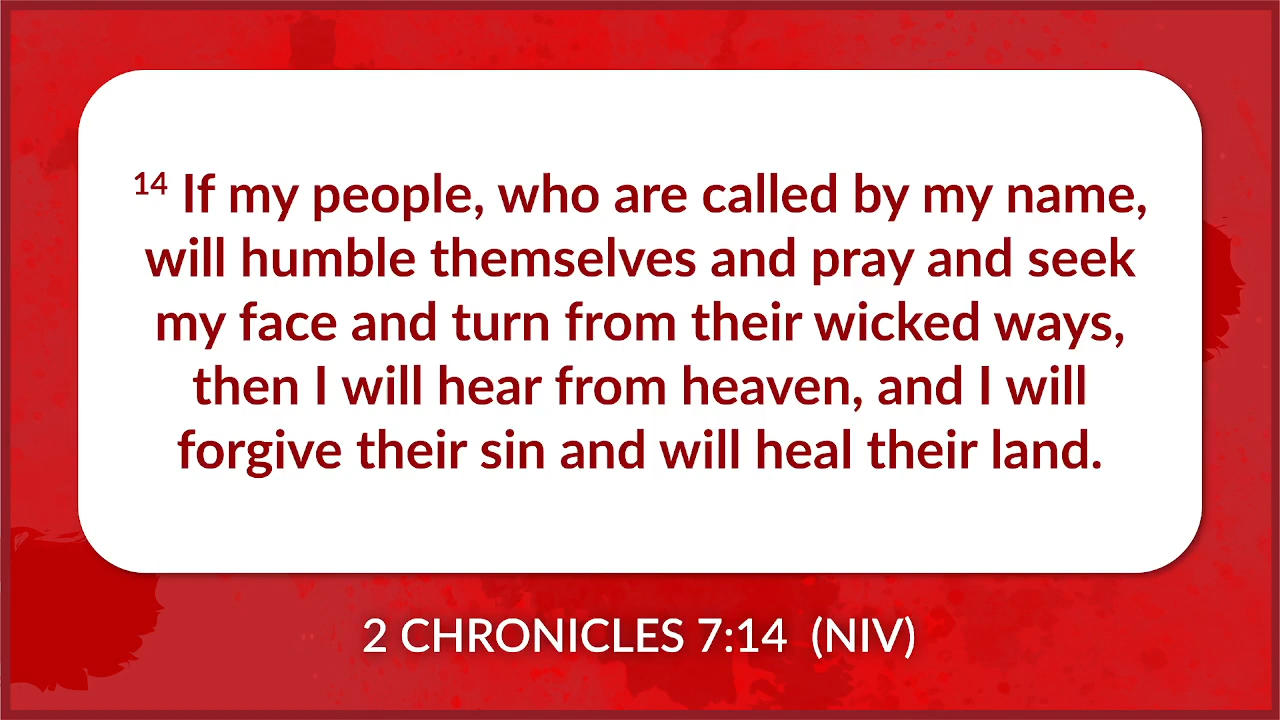 14 If my people, who are called by my name,
will humble themselves and pray and seek
my face and turn from their wicked ways,
then I will hear from heaven, and I will
forgive their sin and will heal their land.
2 CHRONICLES 7:14 (NIV)